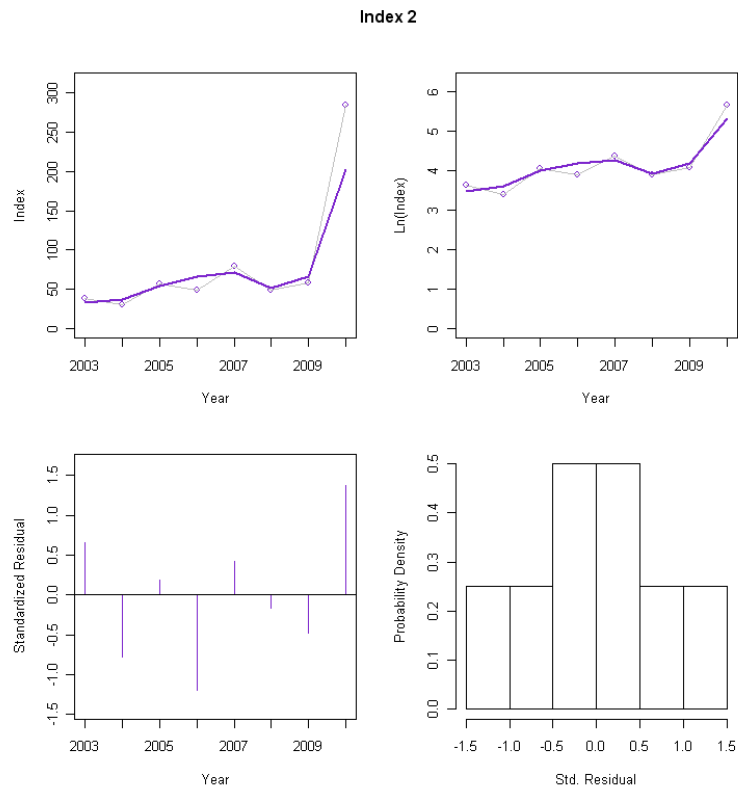 Index 2
Index
300
250
200
150
100
50
0
2003 2005 2007 2009
Year
Ln(Index)
6
5
4
3
2
1
0
2003 2005 2007 2009
Year
Standardized Residual
1.5
1.0
0.5
0.0
-0.5
-1.0
-1.5
2003 2005 2007 2009
Year
Probability Density
0.5
0.4
0.3
0.2
0.1
0.0
-1.5 -1.0 -0.5 0.0 0.5 1.0 1.5
Std. Residual